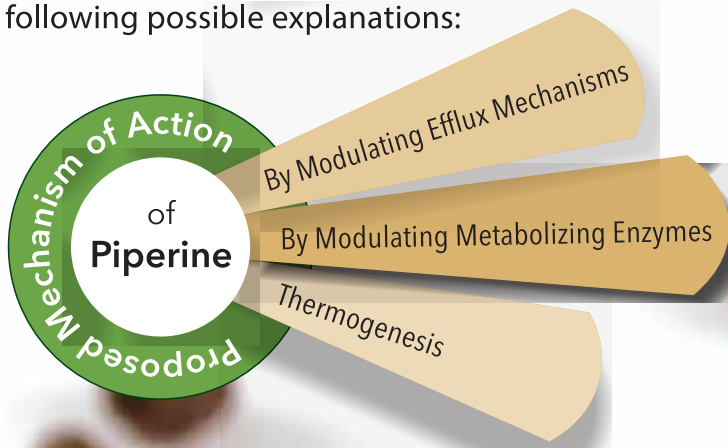 following possible explanations:
Proposed Mechanism of Action
of
Piperine
By Modulating Efflux Mechanisms
By Modulating Metabolizing Enzymes
Thermogenesis